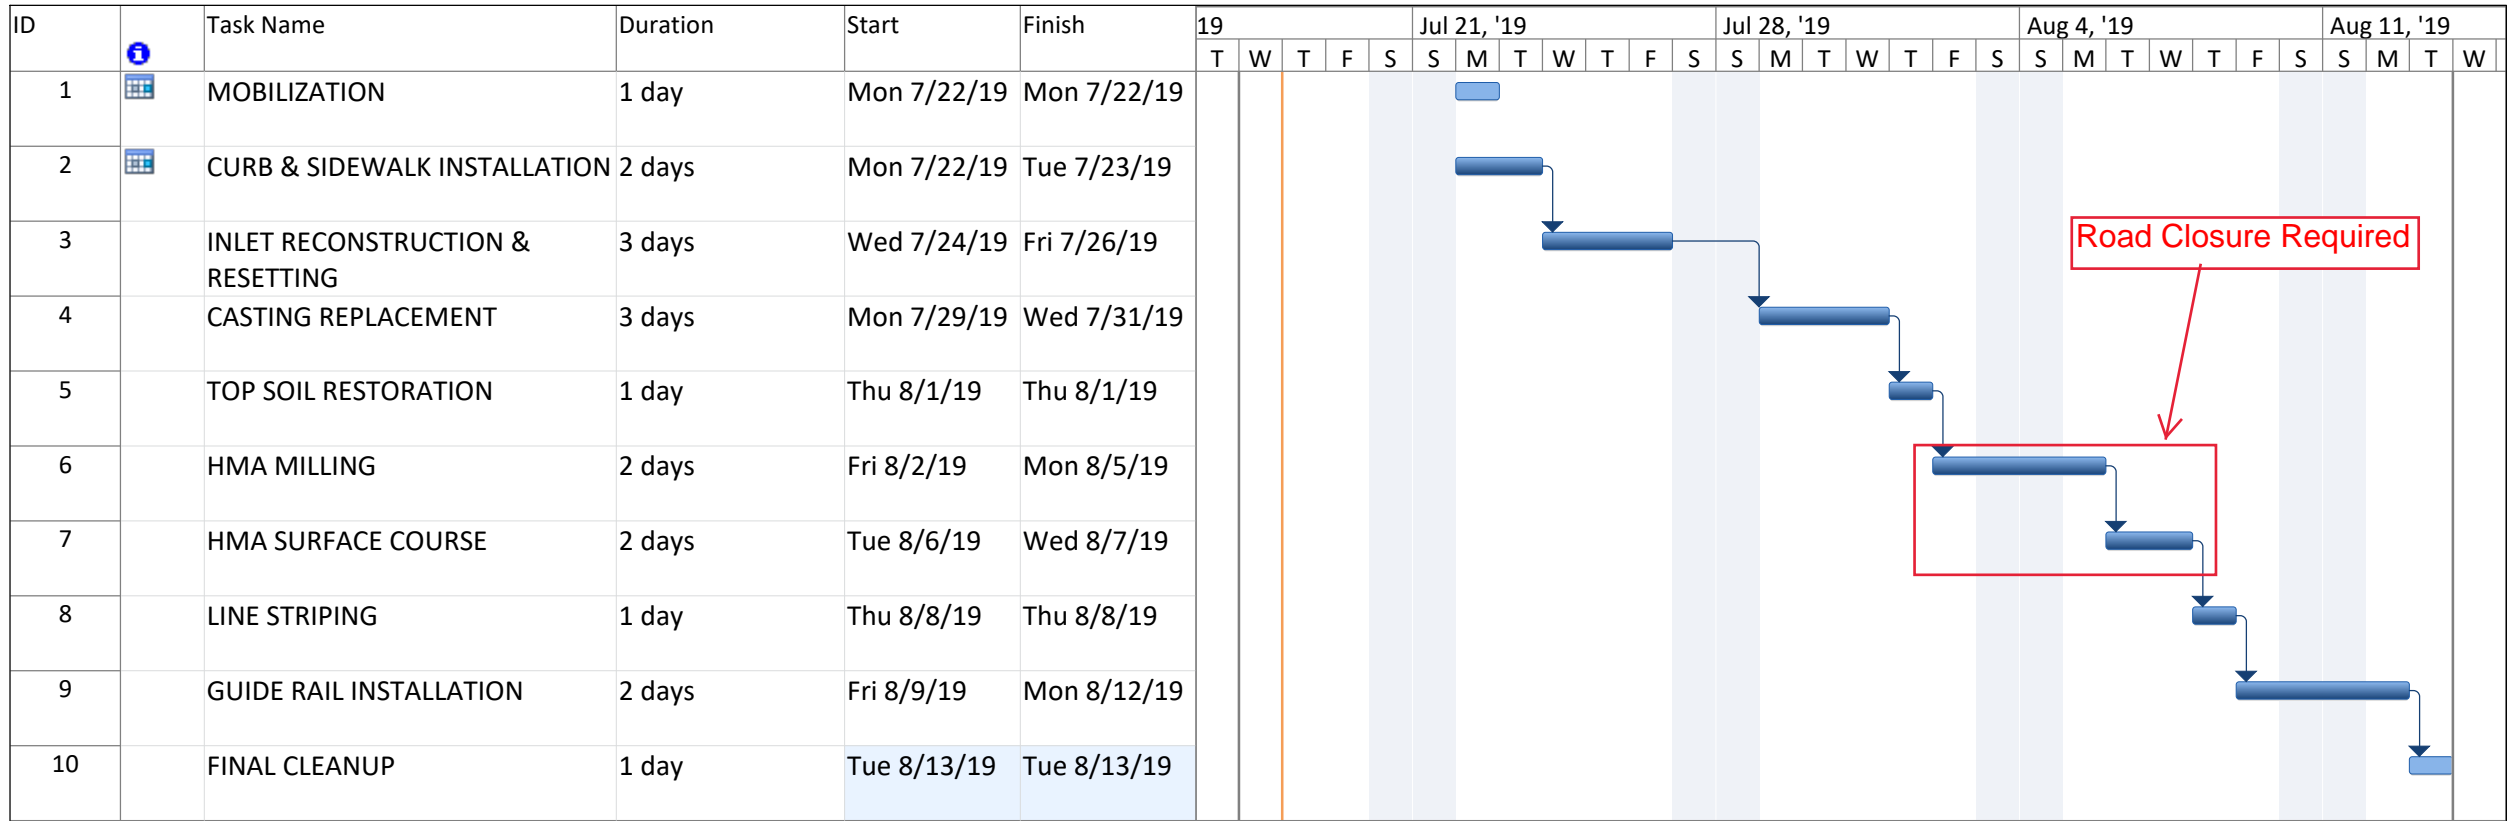 ID Task Name Duration Start Finish 19 Jul 21, '19 Jul 28, '19 Aug 4, '19 Aug 11, '19
T W T F S S M T W T F S S M T W T F S S M T W T F S S M T W
1 MOBILIZATION 1 day Mon 7/22/19 Mon 7/22/19
2 CURB & SIDEWALK INSTALLATION 2 days Mon 7/22/19 Tue 7/23/19
3 INLET RECONSTRUCTION & 3 days Wed 7/24/19 Fri 7/26/19 Road Closure Required
RESETTING
4 CASTING REPLACEMENT 3 days Mon 7/29/19 Wed 7/31/19
5 TOP SOIL RESTORATION 1 day Thu 8/1/19 Thu 8/1/19
6 HMA MILLING 2 days Fri 8/2/19 Mon 8/5/19
7 HMA SURFACE COURSE 2 days Tue 8/6/19 Wed 8/7/19
8 LINE STRIPING 1 day Thu 8/8/19 Thu 8/8/19
9 GUIDE RAIL INSTALLATION 2 days Fri 8/9/19 Mon 8/12/19
10 FINAL CLEANUP 1 day Tue 8/13/19 Tue 8/13/19